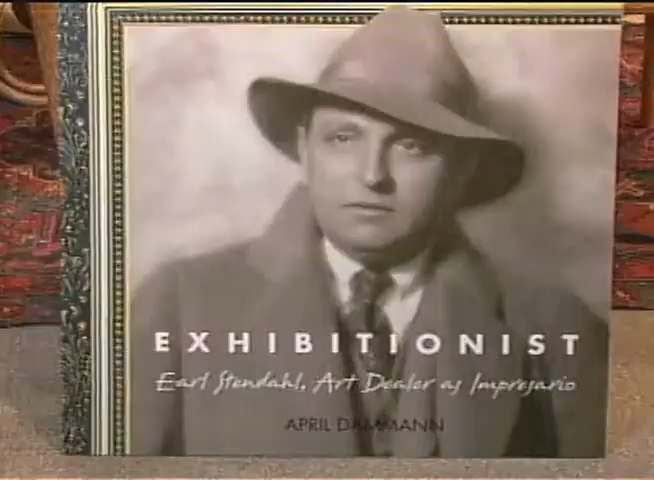 EXHIBITIONIST
Earl Stendahl, Art Dealer as Impresario
APRIL DAMMANN